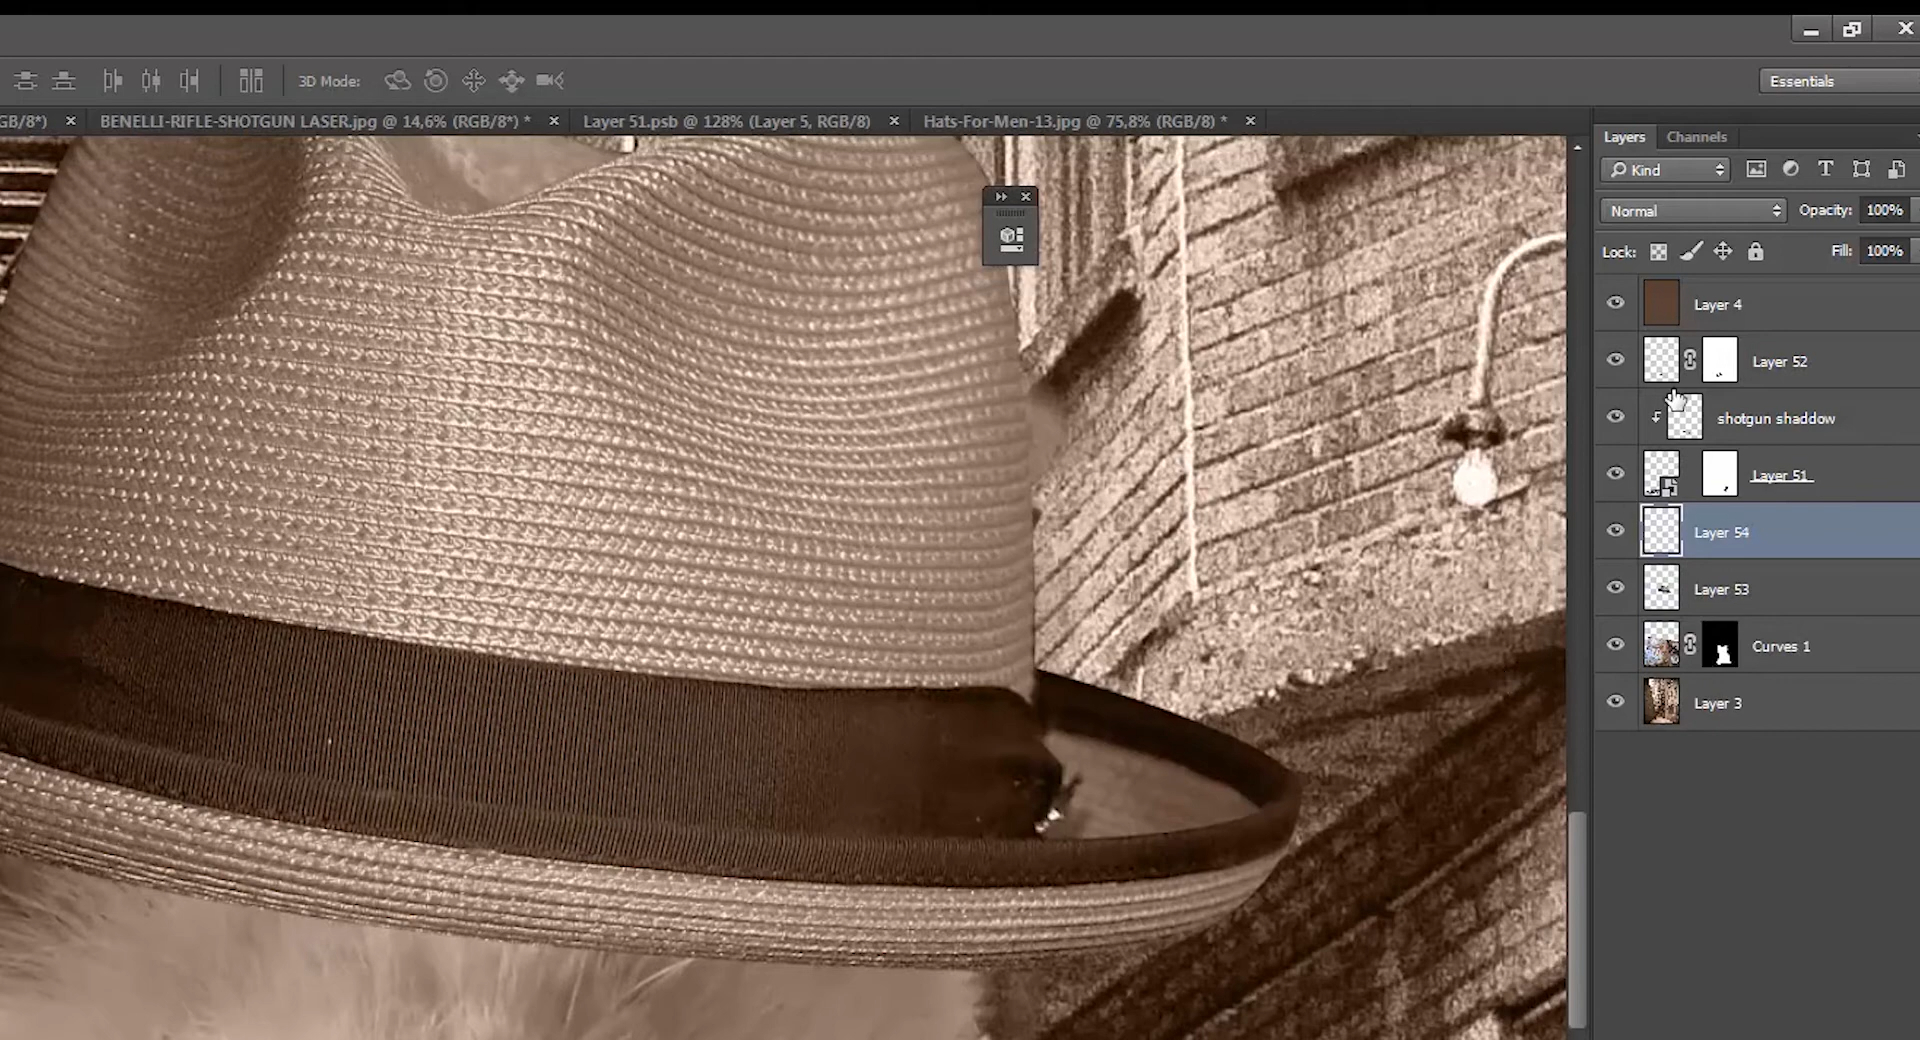 3D Mode:
Essentials
GB/8*)
BENELLI-RIFLE-SHOTGUN LASER.jpg @ 14,6% (RGB/8*) *
Layer 51.psb @ 128% (Layer 5, RGB/8)
Hats-For-Men-13.jpg @ 75,8% (RGB/8) *
Layers
Channels
Kind
Normal
Opacity: 100%
Lock:
Fill: 100%
Layer 4
Layer 52
shotgun shaddow
Layer 51
Layer 54
Layer 53
Curves 1
Layer 3